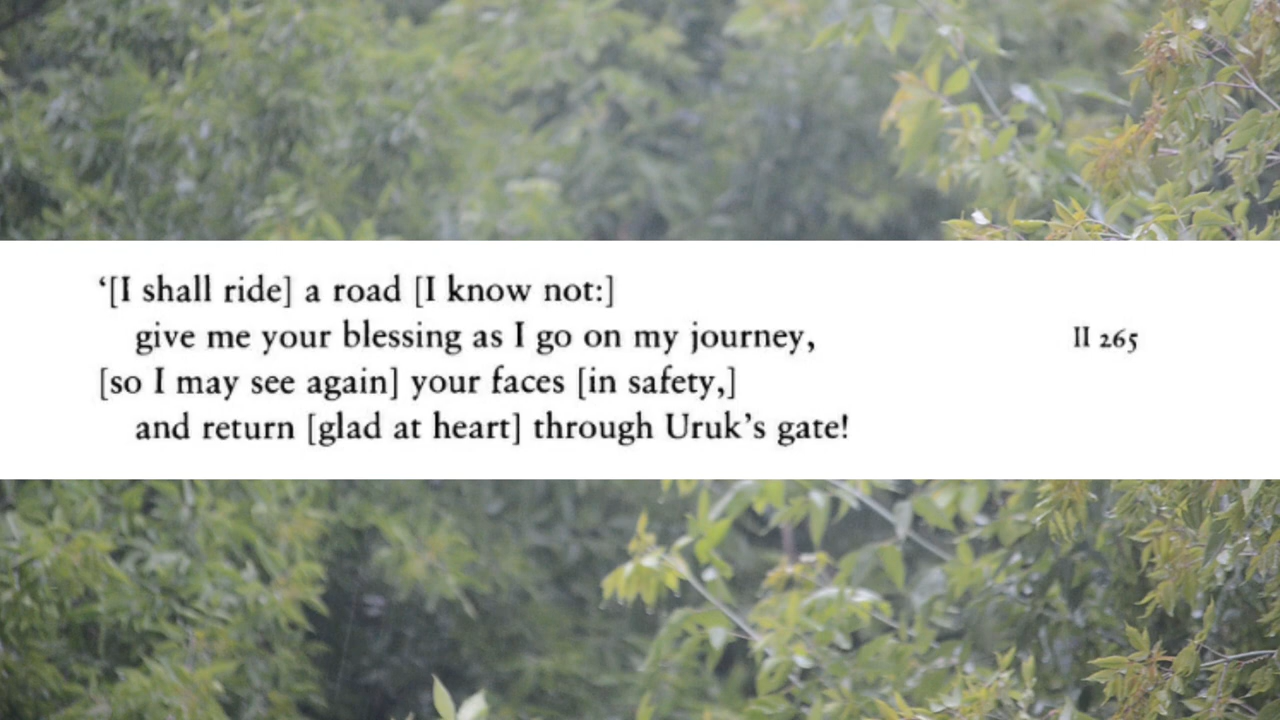 ‘[I shall ride] a road [I know not:]
give me your blessing as I go on my journey, II 265
[so I may see again] your faces [in safety,]
and return [glad at heart] through Uruk’s gate!